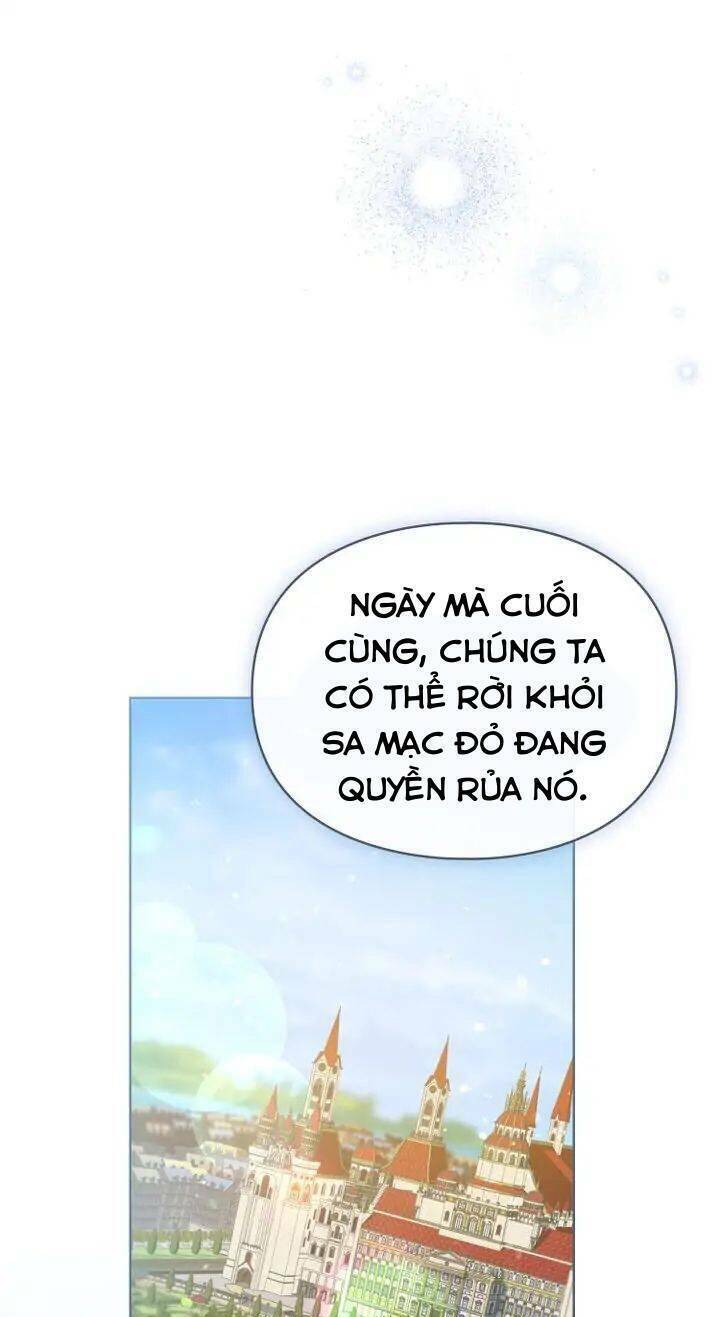 NGÀY MÀ CUỐI
CÙNG, CHÚNG TA
CÓ THỂ RỜI KHỎI
SA MẠC ĐỎ ĐANG
QUYỀN RỦA NÓ.